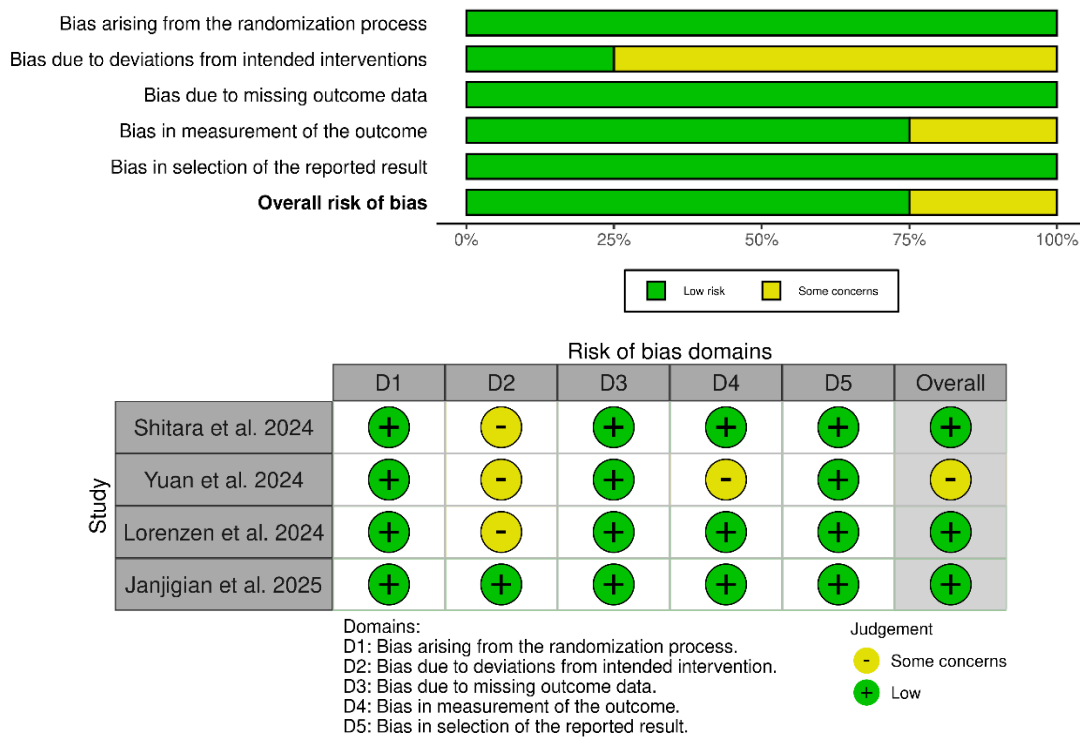 Bias arising from the randomization process
Bias due to deviations from intended interventions
Bias due to missing outcome data
Bias in measurement of the outcome
Bias in selection of the reported result
Overall risk of bias
0% 25% 50% 75% 100%
Low risk Some concerns
Risk of bias domains
D1 D2 D3 D4 D5 Overall
Study
Shitara et al. 2024 + - + + + +
Yuan et al. 2024 + - + - + -
Lorenzen et al. 2024 + - + + + +
Janjigian et al. 2025 + + + + + +
Domains:
D1: Bias arising from the randomization process.
D2: Bias due to deviations from intended intervention.
D3: Bias due to missing outcome data.
D4: Bias in measurement of the outcome.
D5: Bias in selection of the reported result.
Judgement
- Some concerns
+ Low